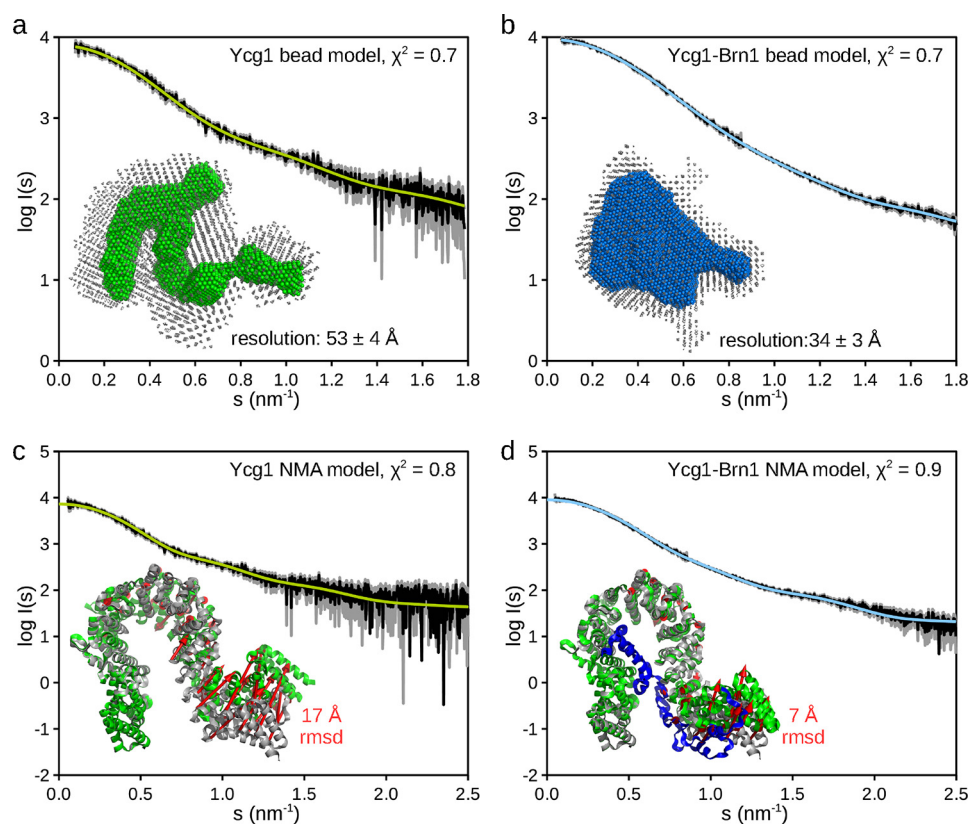 a
Ycg1 bead model, χ² = 0.7
log I(s)
4
3
2
1
0
resolution: 53 ± 4 Å
0.0 0.2 0.4 0.6 0.8 1.0 1.2 1.4 1.6 1.8
s (nm⁻¹)
b
Ycg1-Brn1 bead model, χ² = 0.7
log I(s)
4
3
2
1
0
resolution:34 ± 3 Å
0.0 0.2 0.4 0.6 0.8 1.0 1.2 1.4 1.6 1.8
s (nm⁻¹)
c
Ycg1 NMA model, χ² = 0.8
log I(s)
5
4
3
2
1
0
-1
-2
17 Å
rmsd
0.0 0.5 1.0 1.5 2.0 2.5
s (nm⁻¹)
d
Ycg1-Brn1 NMA model, χ² = 0.9
log I(s)
5
4
3
2
1
0
-1
-2
7 Å
rmsd
0.0 0.5 1.0 1.5 2.0 2.5
s (nm⁻¹)